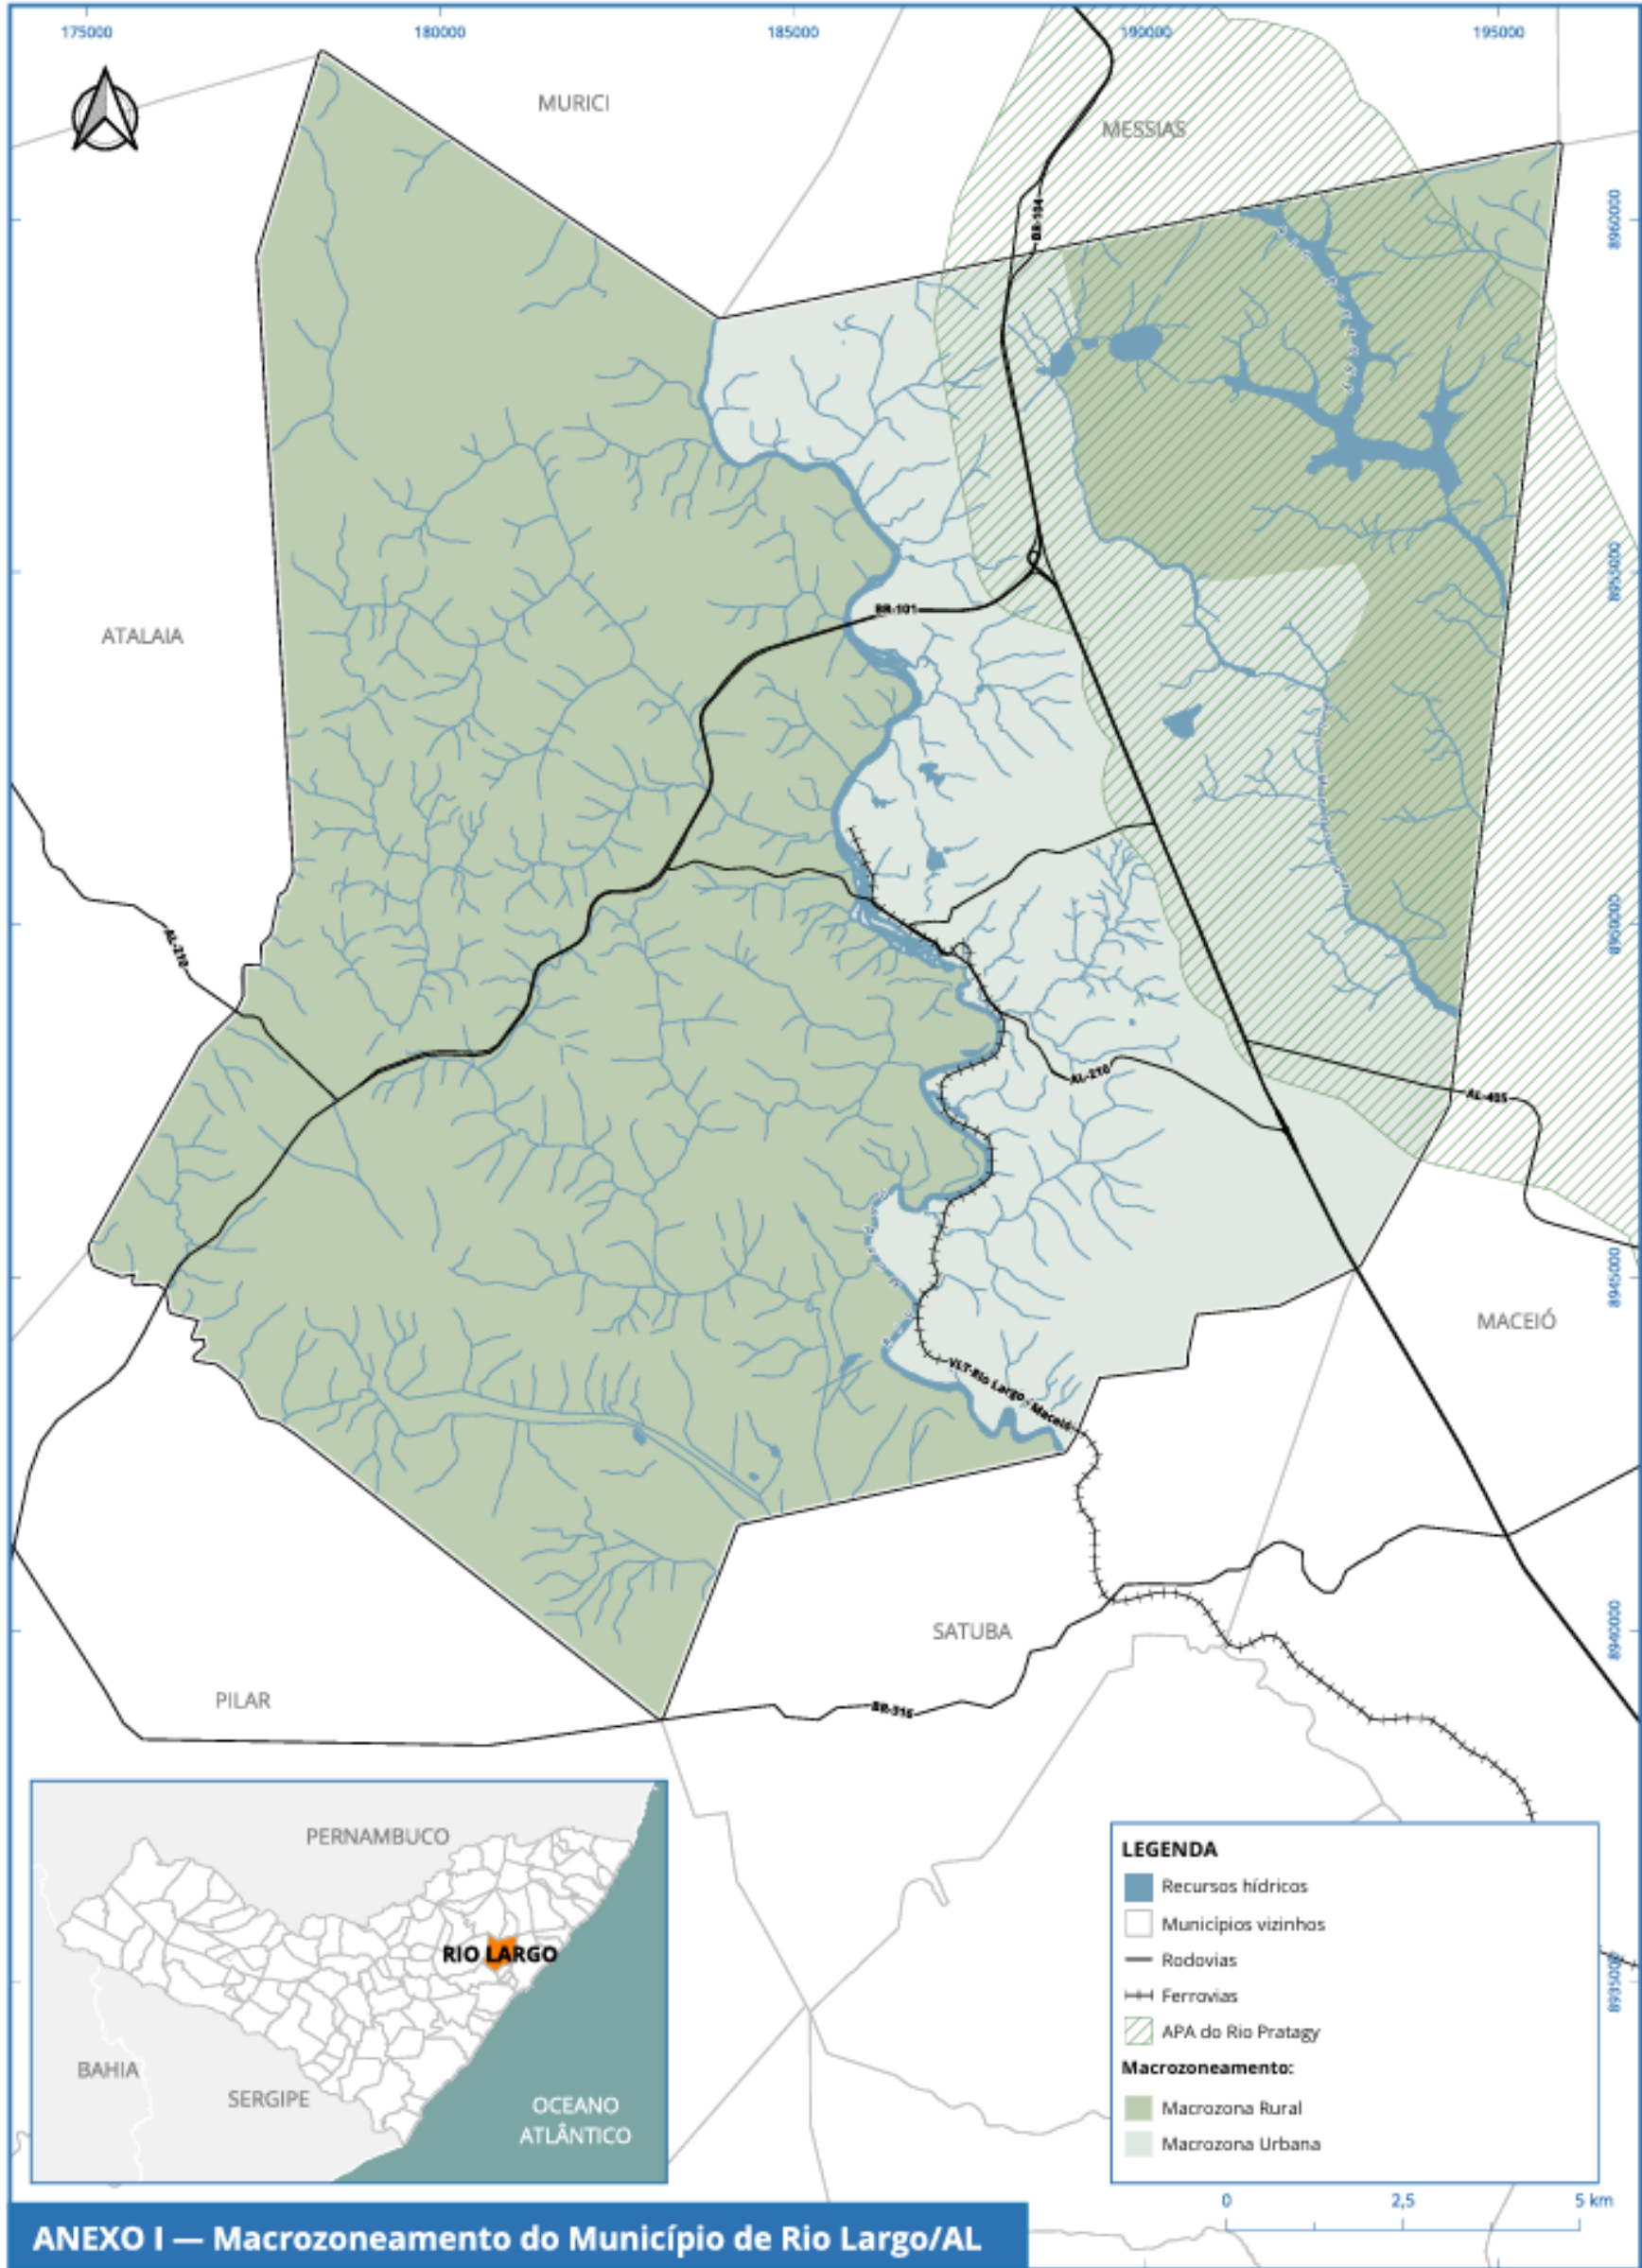 175000
180000
185000
190000
195000
MURICI
MESSIAS
BR-104
8960000
8955000
BR-101
ATALAIA
AL-210
AL-210
AL-405
8945000
MACEIÓ
VLT-Rio Largo - Maceió
SATUBA
8940000
PILAR
BR-316
8935000
PERNAMBUCO
RIO LARGO
BAHIA
SERGIPE
OCEANO
ATLÂNTICO
LEGENDA
Recursos hídricos
Municípios vizinhos
Rodovias
Ferrovias
APA do Rio Pratagy
Macrozoneamento:
Macrozona Rural
Macrozona Urbana
0
2,5
5 km
ANEXO I — Macrozoneamento do Município de Rio Largo/AL